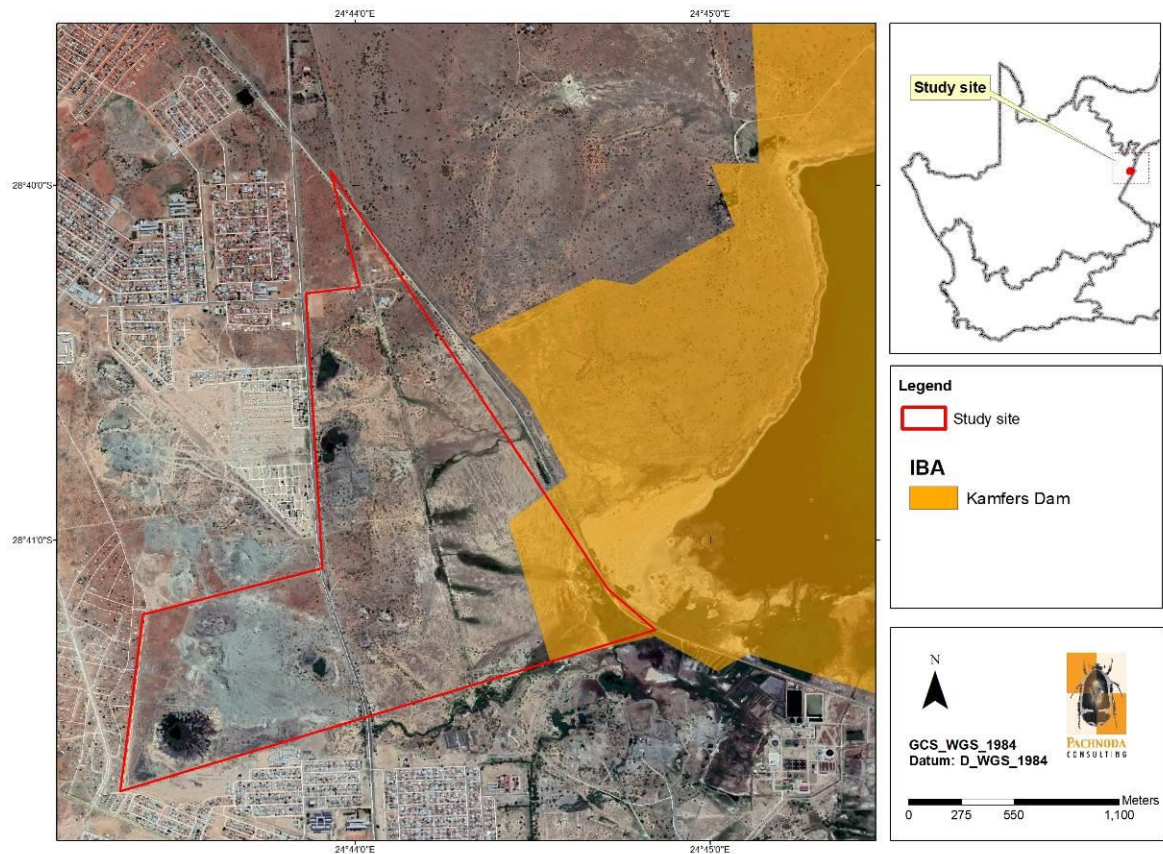 24°44'0"E
24°45'0"E
28°40'0"S
28°41'0"S
24°44'0"E
24°45'0"E
Study site
Legend
Study site
IBA
Kamfers Dam
N
GCS_WGS_1984
Datum: D_WGS_1984
PACHNODA
CONSULTING
Meters
0 275 550 1,100